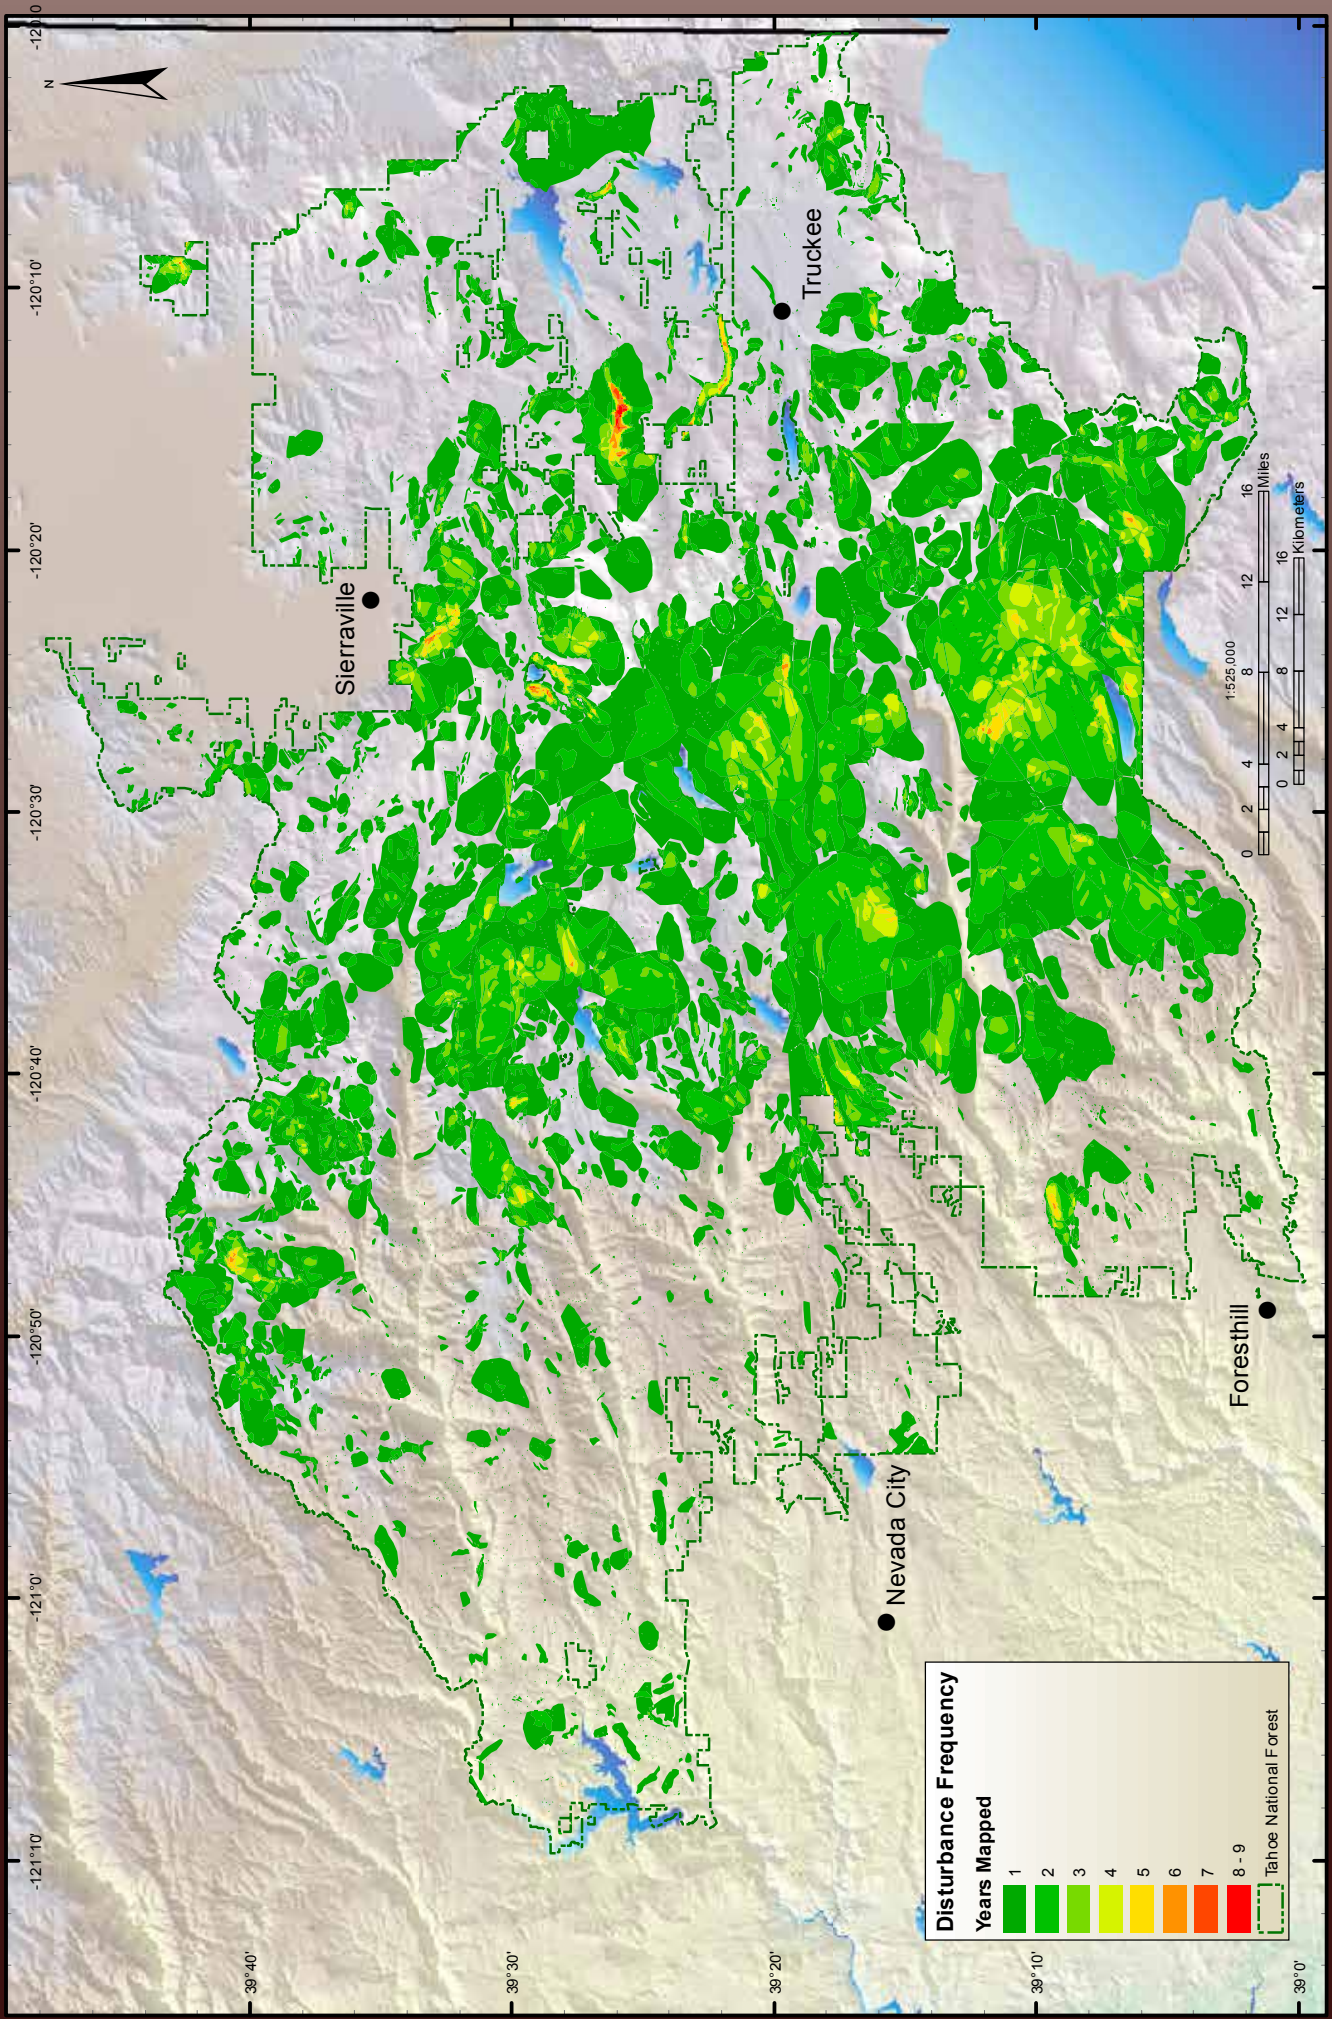 -121°10'
-121°0'
-120°50'
-120°40'
-120°30'
-120°20'
-120°10'
-120.0
N
39°40'
39°30'
39°20'
39°10'
39°0'
Sierraville
Truckee
Nevada City
Foresthill
Disturbance Frequency
Years Mapped
1
2
3
4
5
6
7
8 - 9
Tahoe National Forest
1:525,000
0 2 4 8 12 16
Miles
0 2 4 8 12 16
Kilometers